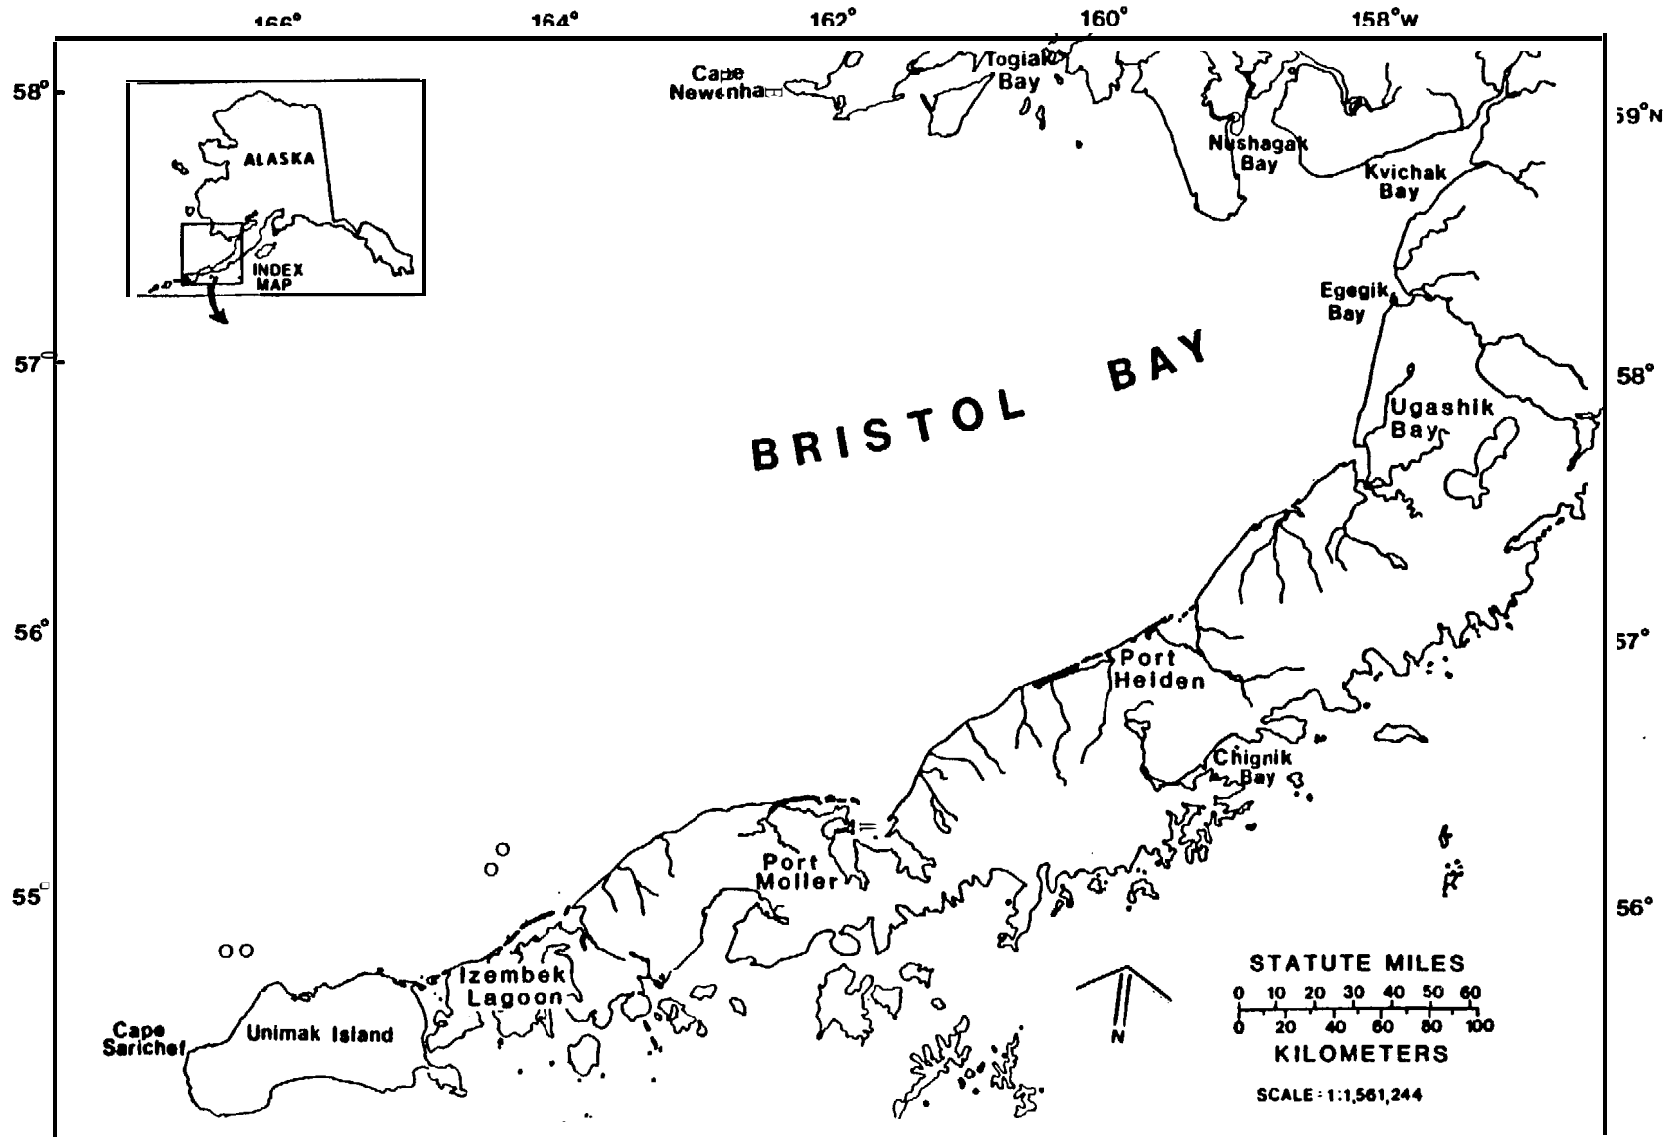 166°
164°
162°
160°
158°W
58°
57°
56°
55
59°N
58°
57°
56°
ALASKA
INDEX
MAP
Cape
Togiak
Bay
Nushagak
Bay
Kvichak
Bay
Egegik
Bay
BRISTOL BAY
Ugashik
Bay
Port
Heiden
Chignik
Bay
Port
Moller
Izembek
Lagoon
Cape
Sarichef
Unimak Island
N
STATUTE MILES
0 10 20 30 40 50 60
0 20 40 60 80 100
KILOMETERS
SCALE = 1:1,561,244